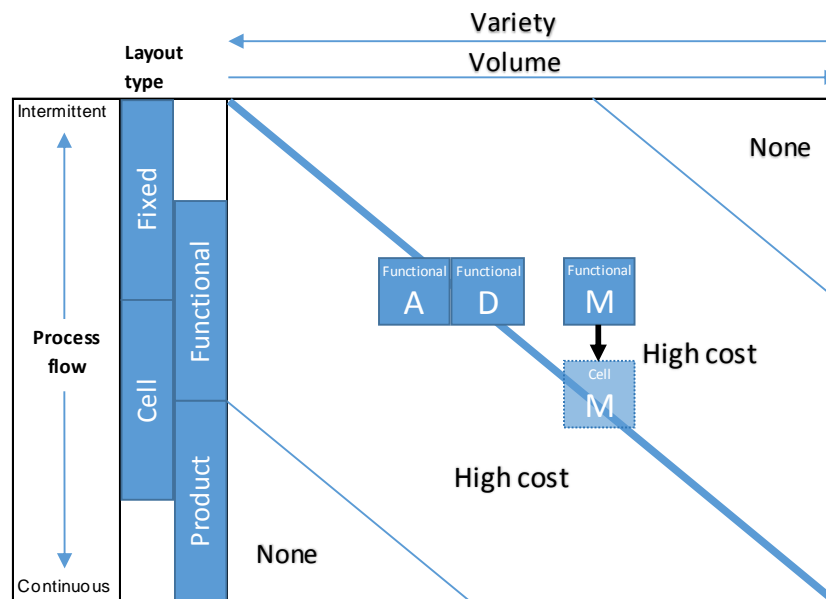 Variety
Layout
type
Volume
Intermittent
None
Fixed
Functional
Functional
A
Functional
D
Functional
M
Process
flow
High cost
Cell
Cell
M
High cost
Product
None
Continuous